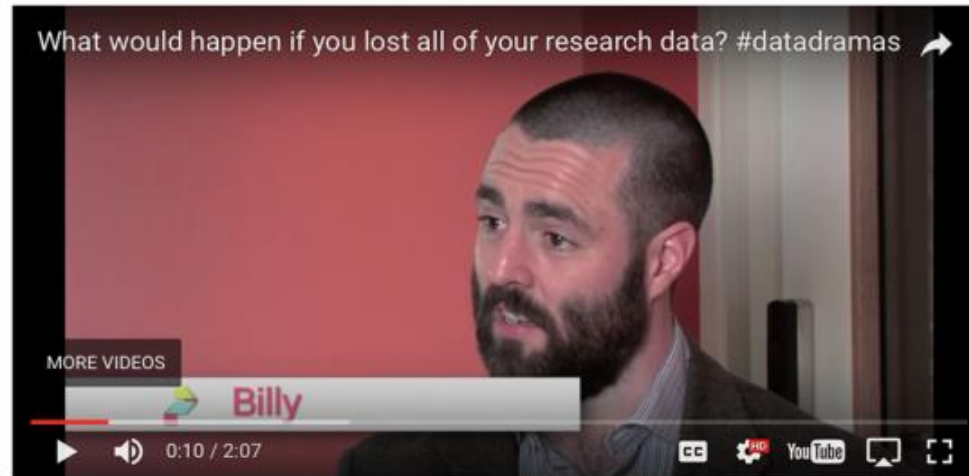 What would happen if you lost all of your research data? #datadramas
MORE VIDEOS
Billy
0:10 / 2:07
CC
HD
YouTube